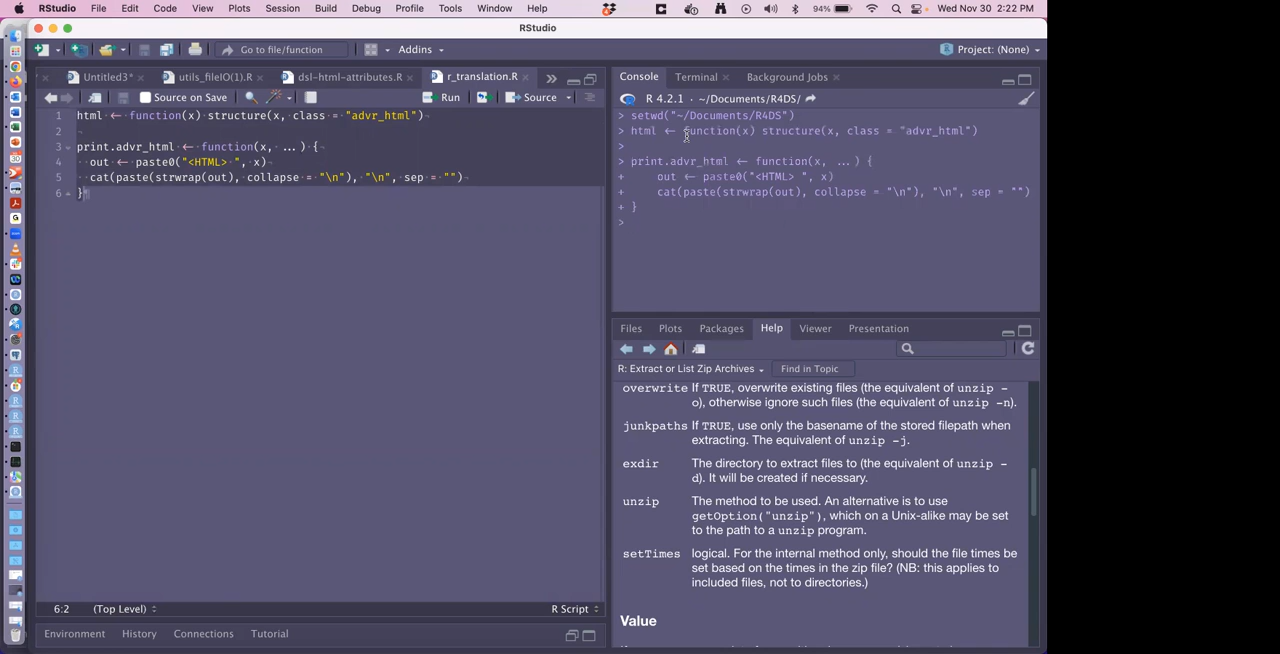 RStudio File Edit Code View Plots Session Build Debug Profile Tools Window Help 94% Wed Nov 30 2:22 PM
RStudio
Go to file/function Addins Project: (None)
Untitled3* utils_fileIO(1).R dsl-html-attributes.R r_translation.R
Source on Save Run Source
1 html <- function(x) structure(x, class = "advr_html")
2
3 print.advr_html <- function(x, ...) {
4 out <- paste0("<HTML> ", x)
5 cat(paste(strwrap(out), collapse = "\n"), "\n", sep = "")
6 }
6:2 (Top Level) R Script
Environment History Connections Tutorial
Console Terminal Background Jobs
R 4.2.1 · ~/Documents/R4DS/
> setwd("~/Documents/R4DS")
> html <- function(x) structure(x, class = "advr_html")
>
> print.advr_html <- function(x, ...) {
+ out <- paste0("<HTML> ", x)
+ cat(paste(strwrap(out), collapse = "\n"), "\n", sep = "")
+ }
>
Files Plots Packages Help Viewer Presentation
R: Extract or List Zip Archives Find in Topic
overwrite If TRUE, overwrite existing files (the equivalent of unzip -
o), otherwise ignore such files (the equivalent of unzip -n).
junkpaths If TRUE, use only the basename of the stored filepath when
extracting. The equivalent of unzip -j.
exdir The directory to extract files to (the equivalent of unzip -
d). It will be created if necessary.
unzip The method to be used. An alternative is to use
getOption("unzip"), which on a Unix-alike may be set
to the path to a unzip program.
setTimes logical. For the internal method only, should the file times be
set based on the times in the zip file? (NB: this applies to
included files, not to directories.)
Value